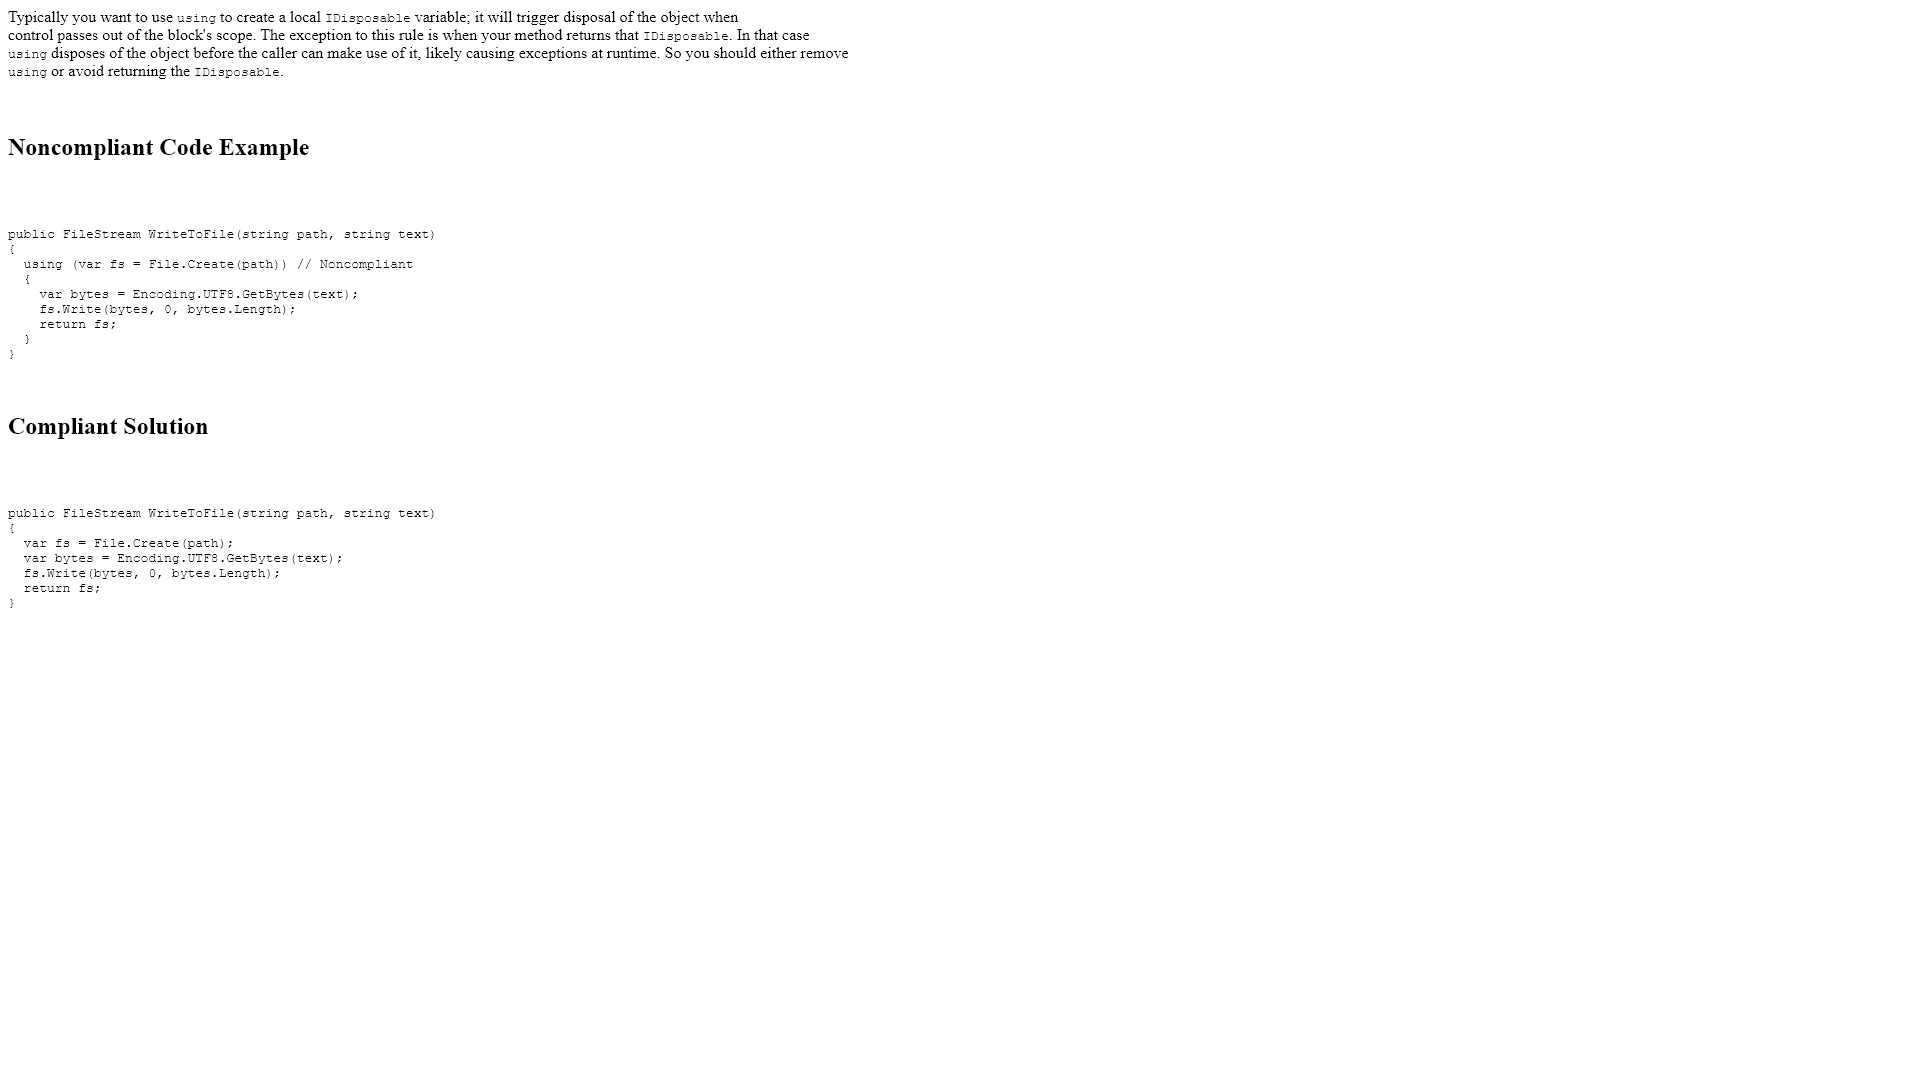 Typically you want to use using to create a local IDisposable variable; it will trigger disposal of the object when
control passes out of the block's scope. The exception to this rule is when your method returns that IDisposable. In that case
using disposes of the object before the caller can make use of it, likely causing exceptions at runtime. So you should either remove
using or avoid returning the IDisposable.
Noncompliant Code Example
public FileStream WriteToFile(string path, string text)
{
  using (var fs = File.Create(path)) // Noncompliant
  {
    var bytes = Encoding.UTF8.GetBytes(text);
    fs.Write(bytes, 0, bytes.Length);
    return fs;
  }
}
Compliant Solution
public FileStream WriteToFile(string path, string text)
{
  var fs = File.Create(path);
  var bytes = Encoding.UTF8.GetBytes(text);
  fs.Write(bytes, 0, bytes.Length);
  return fs;
}